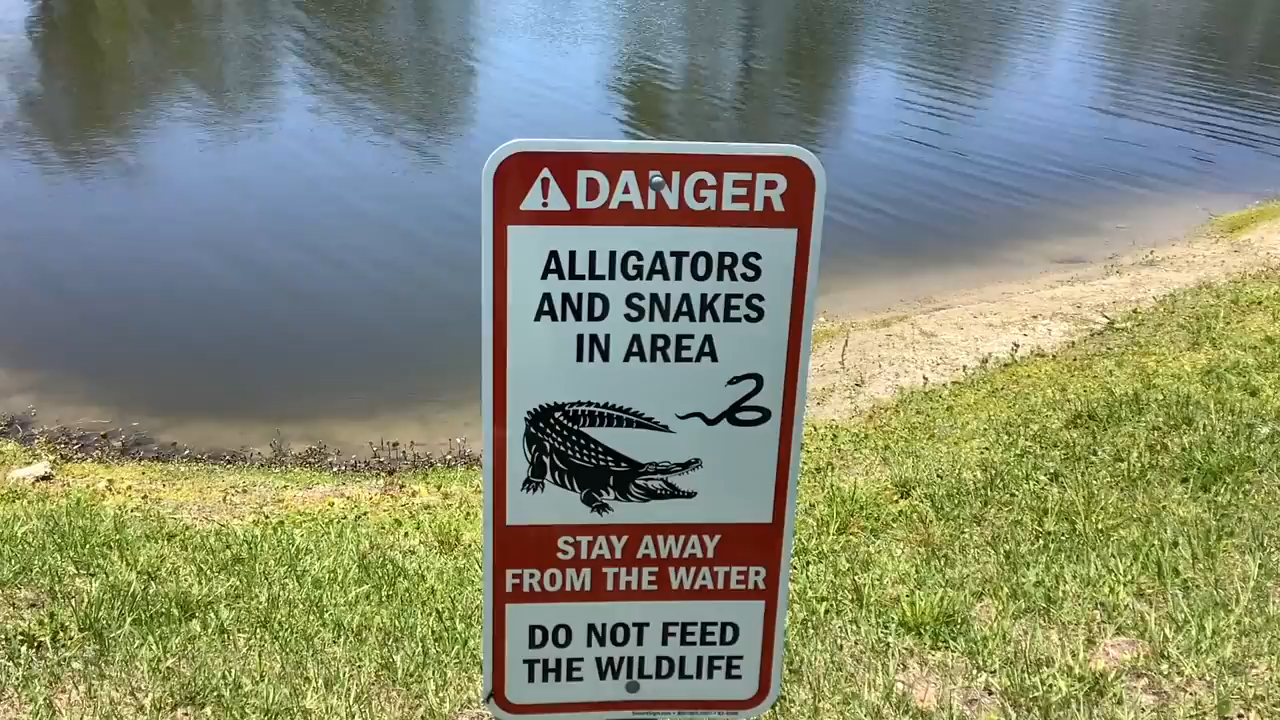 DANGER
ALLIGATORS
AND SNAKES
IN AREA
STAY AWAY
FROM THE WATER
DO NOT FEED
THE WILDLIFE